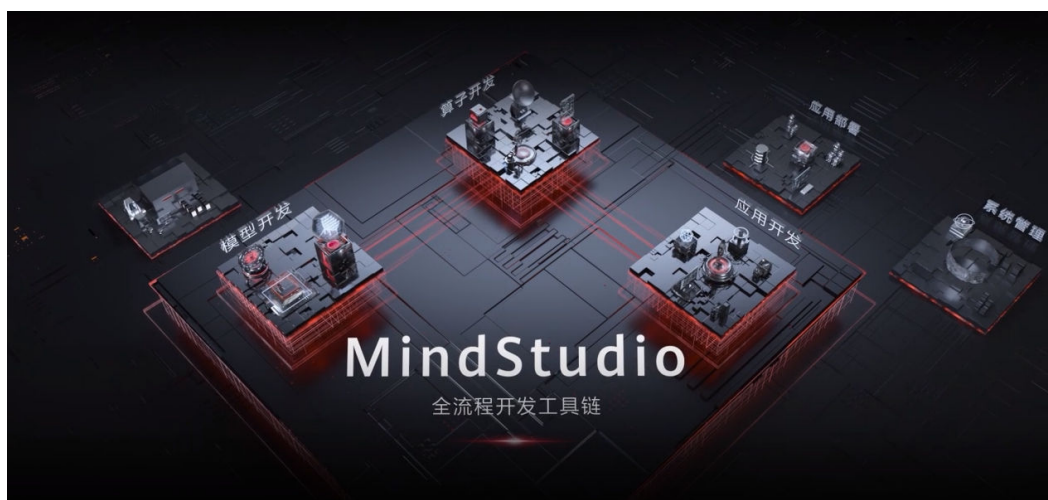 算子开发
应用部署
模型开发
应用开发
系统管理
MindStudio
全流程开发工具链